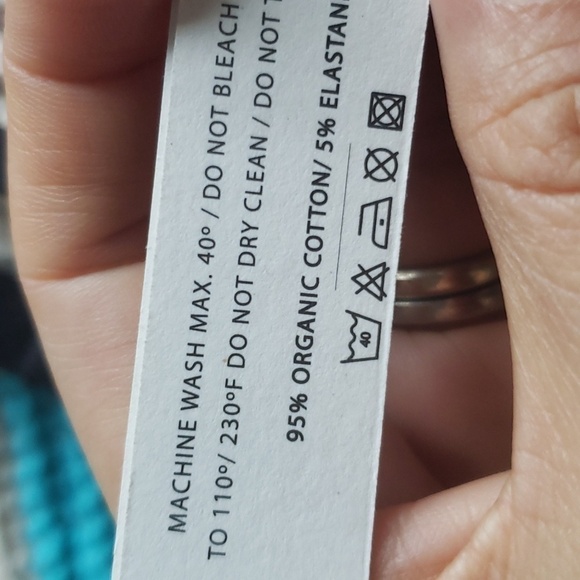 MACHINE WASH MAX. 40° / DO NOT BLEACH
TO 110°/ 230°F DO NOT DRY CLEAN / DO NOT
95% ORGANIC COTTON/ 5% ELASTAN
40